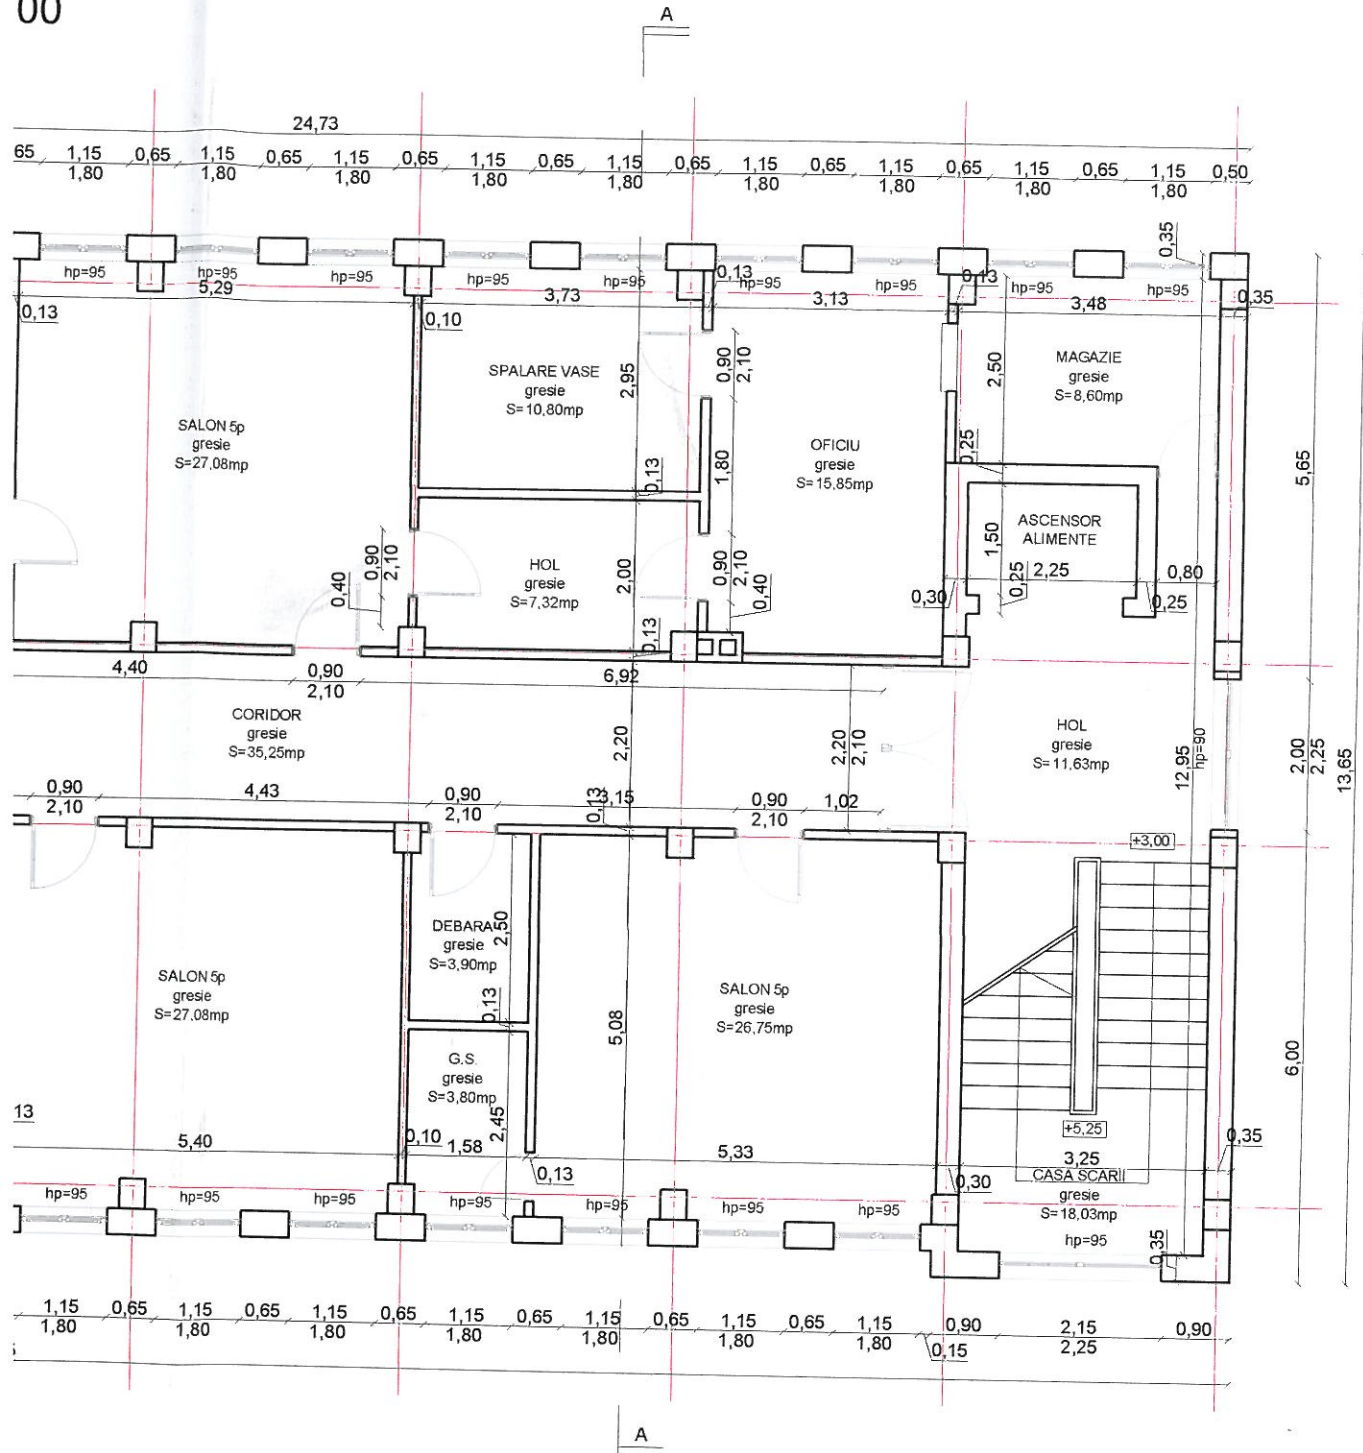 00
A
24,73
65 1,15 0,65 1,15 0,65 1,15 0,65 1,15 0,65 1,15 0,65 1,15 0,65 1,15 0,65 1,15 0,65 1,15 0,50
1,80 1,80 1,80 1,80 1,80 1,80 1,80 1,80 1,80
0,35
hp=95 hp=95 hp=95 hp=95 hp=95 hp=95 hp=95 hp=95 hp=95
0,13 0,13
5,29 3,73 3,13 3,48 0,35
0,13 0,10
SPALARE VASE
gresie
S=10,80mp
2,95
0,90
2,10
2,50
MAGAZIE
gresie
S=8,60mp
SALON 5p
gresie
S=27,08mp
0,13
1,80
OFICIU
gresie
S=15,85mp
0,25
5,65
ASCENSOR
ALIMENTE
1,50
2,25 0,80
0,30 0,25 0,25
0,40
0,90
2,10
HOL
gresie
S=7,32mp
2,00
0,90
2,10
0,40
0,13
4,40 0,90 6,92
2,10
CORIDOR
gresie
S=35,25mp
2,20
2,20
2,10
HOL
gresie
S=11,63mp
12,95
hp=90
2,00
2,25
13,65
0,90 4,43 0,90 3,15 0,90 1,02
2,10 2,10 2,10
0,13
+3,00
DEBARA
gresie
S=3,90mp
2,50
0,13
SALON 5p
gresie
S=27,08mp
5,08
SALON 5p
gresie
S=26,75mp
6,00
G.S.
gresie
S=3,80mp
2,45
13
5,40 0,10 1,58 5,33
0,13 0,30
+5,25
3,25
0,35
CASA SCARII
gresie
S=18,03mp
hp=95
0,35
hp=95 hp=95 hp=95 hp=95 hp=95 hp=95 hp=95
1,15 0,65 1,15 0,65 1,15 0,65 1,15 0,65 1,15 0,65 1,15 0,65 1,15 0,90 2,15 0,90
1,80 1,80 1,80 1,80 1,80 1,80 1,80 0,15 2,25
A